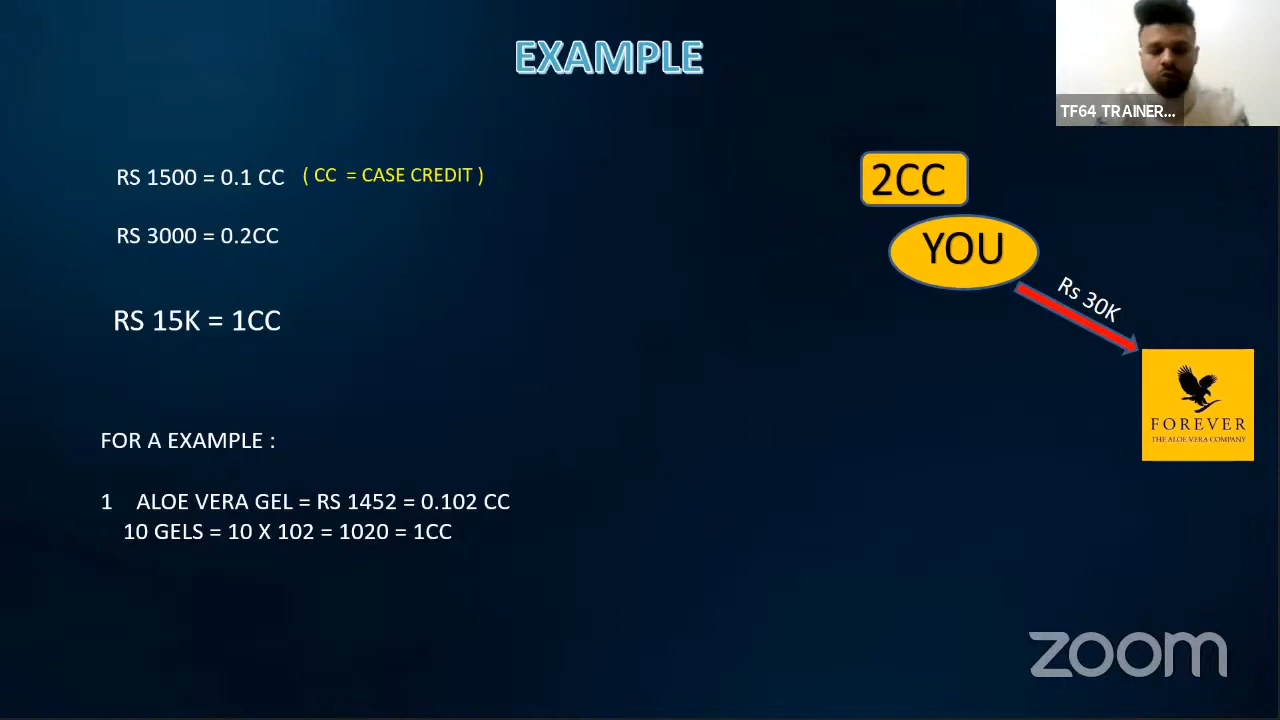 EXAMPLE
TF64 TRAINER...
RS 1500 = 0.1 CC ( CC = CASE CREDIT )
2CC
RS 3000 = 0.2CC
YOU
Rs 30K
RS 15K = 1CC
FOREVER
THE ALOE VERA COMPANY
FOR A EXAMPLE :
1 ALOE VERA GEL = RS 1452 = 0.102 CC
10 GELS = 10 X 102 = 1020 = 1CC
zoom